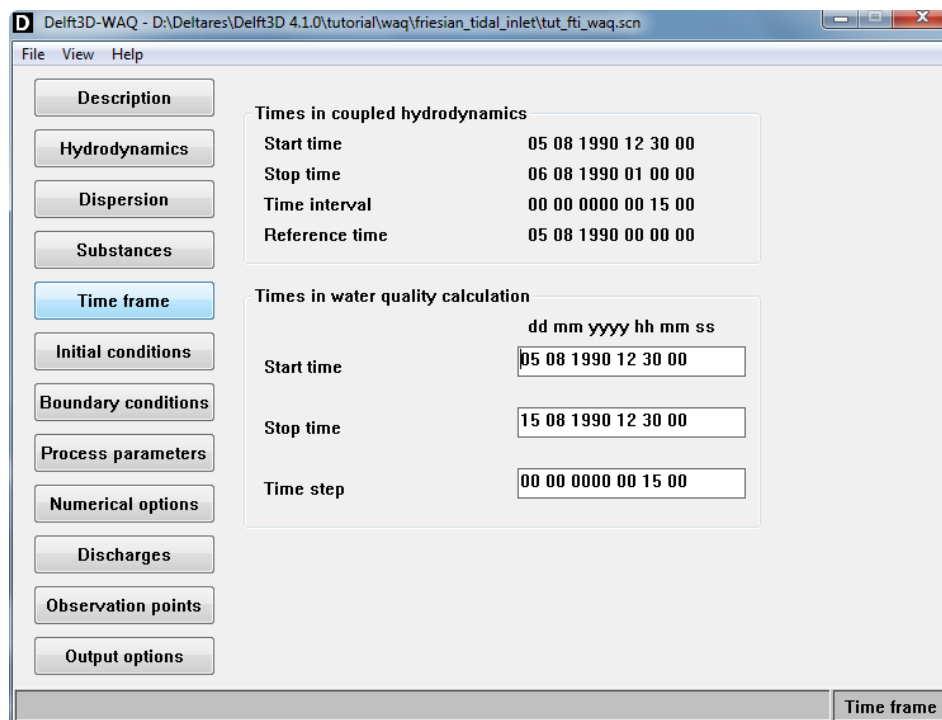 Delft3D-WAQ - D:\Deltares\Delft3D 4.1.0\tutorial\waq\friesian_tidal_inlet\tut_fti_waq.scn
File View Help
Description
Hydrodynamics
Dispersion
Substances
Time frame
Initial conditions
Boundary conditions
Process parameters
Numerical options
Discharges
Observation points
Output options
Times in coupled hydrodynamics
Start time 05 08 1990 12 30 00
Stop time 06 08 1990 01 00 00
Time interval 00 00 0000 00 15 00
Reference time 05 08 1990 00 00 00
Times in water quality calculation
dd mm yyyy hh mm ss
Start time 05 08 1990 12 30 00
Stop time 15 08 1990 12 30 00
Time step 00 00 0000 00 15 00
Time frame